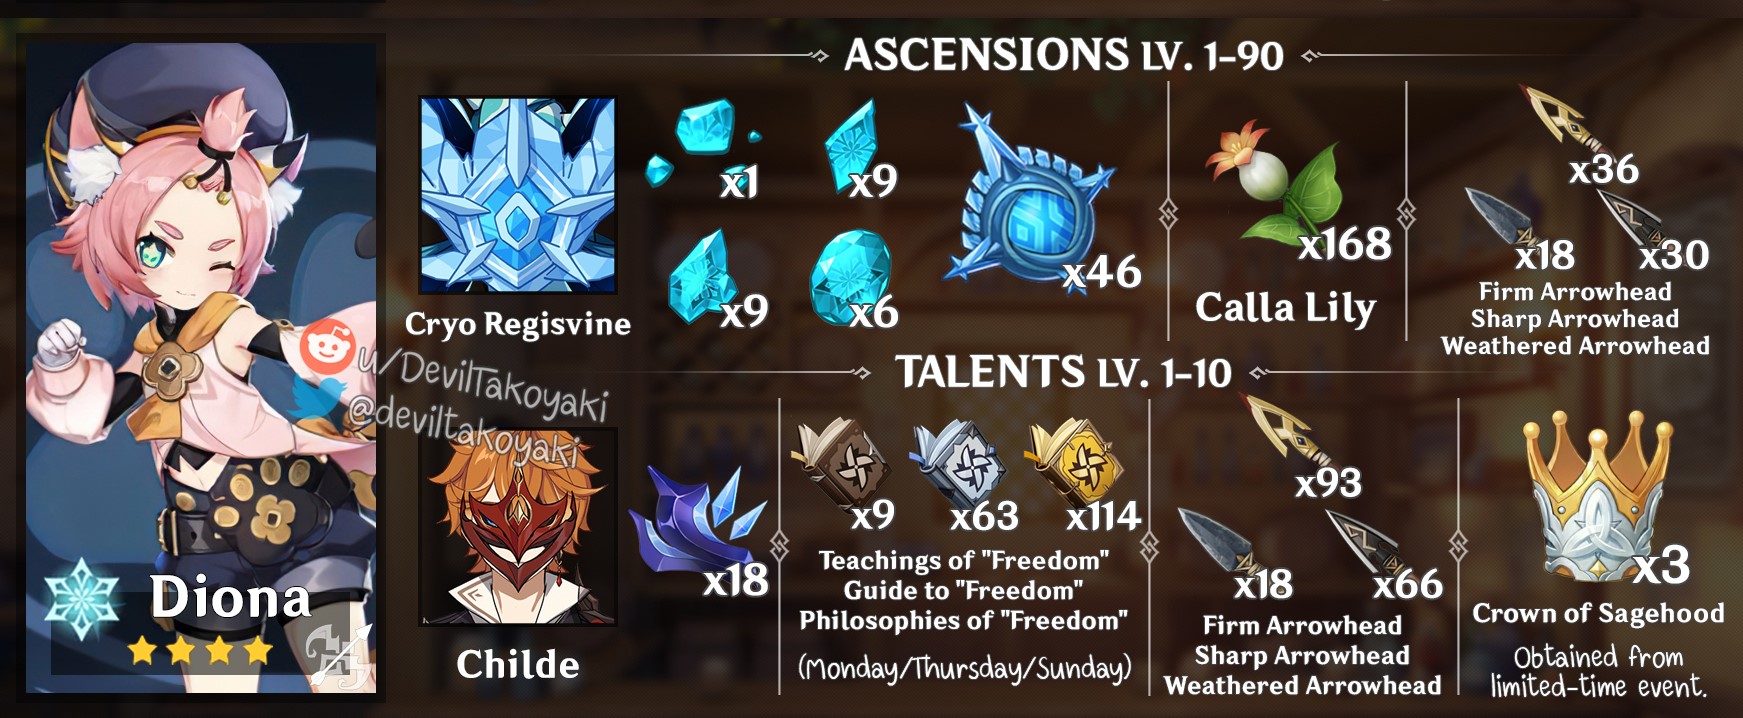 ASCENSIONS LV. 1-90
x1
x9
x9
x6
x46
Cryo Regisvine
x168
Calla Lily
x36
x18
x30
Firm Arrowhead
Sharp Arrowhead
Weathered Arrowhead
u/DevilTakoyaki
@deviltakoyaki
TALENTS LV. 1-10
Childe
x18
x9
x63
x114
Teachings of "Freedom"
Guide to "Freedom"
Philosophies of "Freedom"
(Monday/Thursday/Sunday)
x93
x18
x66
Firm Arrowhead
Sharp Arrowhead
Weathered Arrowhead
x3
Crown of Sagehood
Obtained from
limited-time event.
Diona